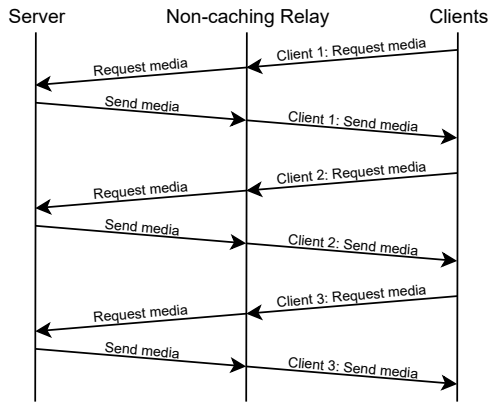 Server
Non-caching Relay
Clients
Client 1: Request media
Request media
Send media
Client 1: Send media
Client 2: Request media
Request media
Send media
Client 2: Send media
Client 3: Request media
Request media
Send media
Client 3: Send media